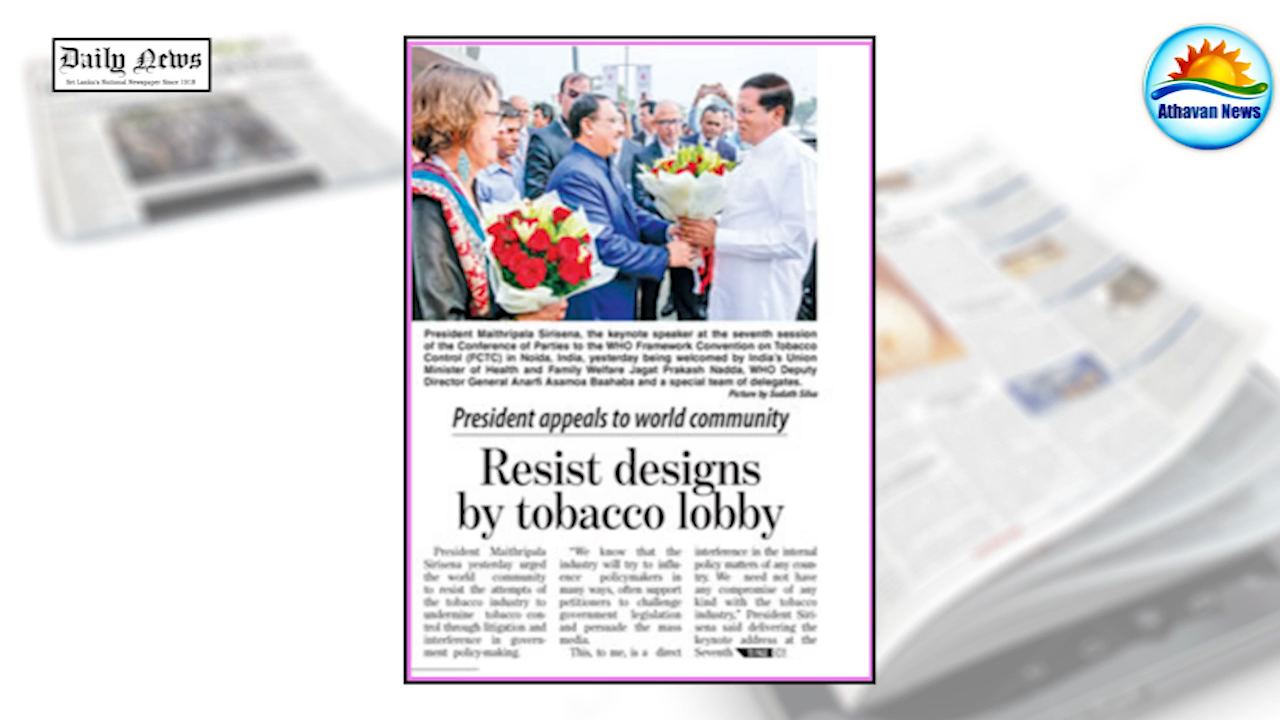 Daily News
Sri Lanka's National Newspaper Since 1918
Athavan News
President Maithripala Sirisena, the keynote speaker at the seventh session
of the Conference of Parties to the WHO Framework Convention on Tobacco
Control (FCTC) in Noida, India, yesterday being welcomed by India's Union
Minister of Health and Family Welfare Jagat Prakash Nadda, WHO Deputy
Director General Anarfi Asamoa Baahaba and a special team of delegates.
Picture by Sudath Silva
President appeals to world community
Resist designs
by tobacco lobby
President Maithripala
Sirisena yesterday urged
the world community
to resist the attempts of
the tobacco industry to
undermine tobacco con-
trol through litigation and
interference in govern-
ment policy-making.
"We know that the
industry will try to influ-
ence policymakers in
many ways, often support
petitioners to challenge
government legislation
and persuade the mass
media.
This, to me, is a direct
interference in the internal
policy matters of any coun-
try. We need not have
any compromise of any
kind with the tobacco
industry," President Siri-
sena said delivering the
keynote address at the
Seventh